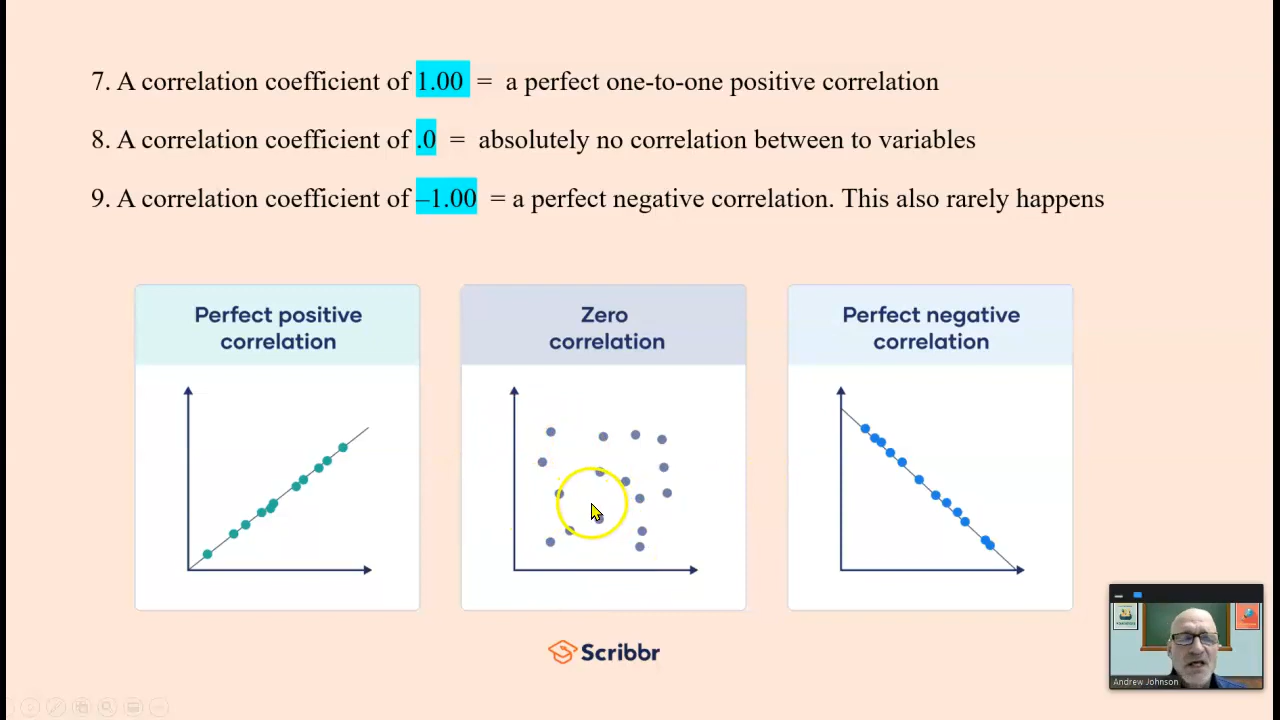 7. A correlation coefficient of 1.00 = a perfect one-to-one positive correlation
8. A correlation coefficient of .0 = absolutely no correlation between to variables
9. A correlation coefficient of –1.00 = a perfect negative correlation. This also rarely happens
Perfect positive
correlation
Zero
correlation
Perfect negative
correlation
Scribbr
Andrew Johnson